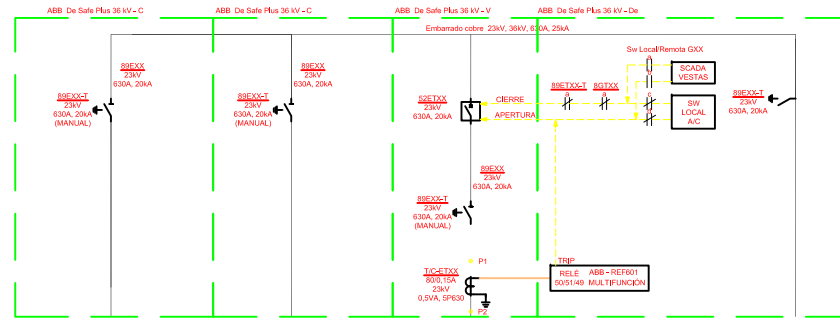 ABB De Safe Plus 36 kV - C
ABB De Safe Plus 36 kV - C
ABB De Safe Plus 36 kV - V
ABB De Safe Plus 36 kV - De
Embarrado cobre 23kV, 36kV, 630A, 25kA
89EXX
23kV
630A, 20kA
89EXX-T
23kV
630A, 20kA
(MANUAL)
89EXX
23kV
630A, 20kA
89EXX-T
23kV
630A, 20kA
(MANUAL)
52ETXX
23kV
630A, 20kA
CIERRE
APERTURA
89ETXX-T
a
8GTXX
a
Sw Local/Remota GXX
a
SCADA
VESTAS
c
SW
LOCAL
A/C
89EXX-T
23kV
630A, 20kA
89EXX
23kV
630A, 20kA
89EXX-T
23kV
630A, 20kA
(MANUAL)
P1
T/C-ETXX
80/0,15A
23kV
0,5VA, 5P630
P2
TRIP
RELÉ ABB - REF601
50/51/49 MULTIFUNCIÓN